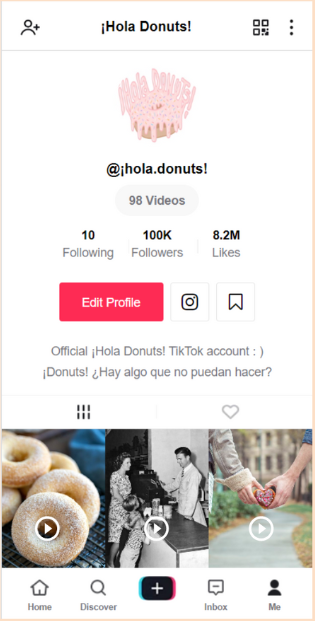 ¡Hola Donuts!
¡Hola Donuts!
@¡hola.donuts!
98 Videos
10 100K 8.2M
Following Followers Likes
Edit Profile
Official ¡Hola Donuts! TikTok account : )
¡Donuts! ¿Hay algo que no puedan hacer?
Home Discover Inbox Me